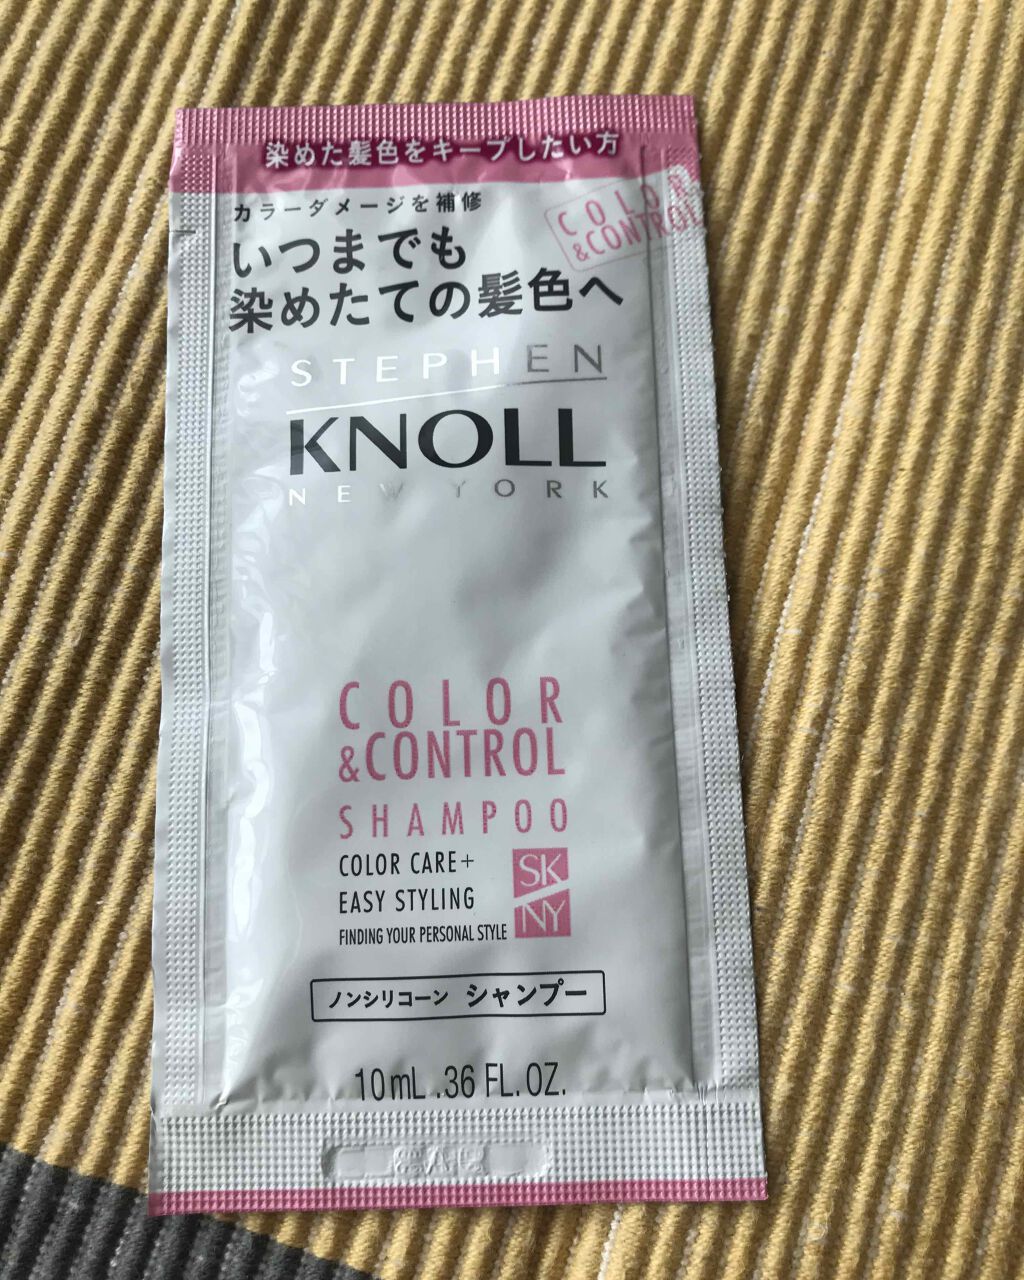 染めた髪色をキープしたい方
カラーダメージを補修
COLOR
&CONTROL
いつまでも
染めたての髪色へ
STEPHEN
KNOLL
NEW YORK
COLOR
&CONTROL
SHAMPOO
COLOR CARE+
EASY STYLING
FINDING YOUR PERSONAL STYLE
SK
NY
ノンシリコーン シャンプー
10mL .36 FL.OZ.